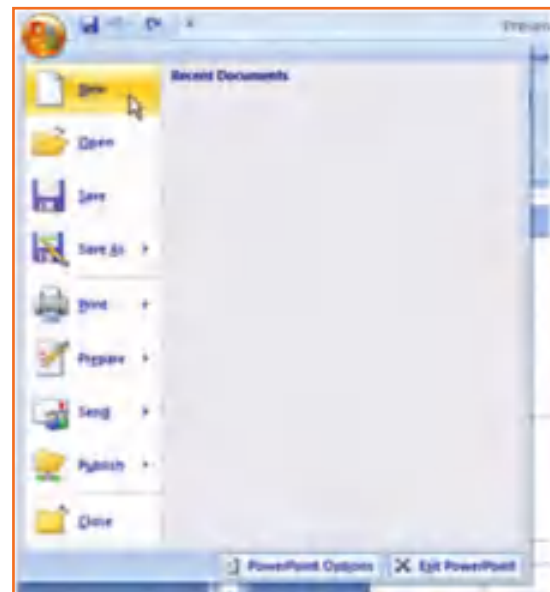 Recent Documents
New
Open
Save
Save As
Print
Prepare
Send
Publish
Close
PowerPoint Options Exit PowerPoint